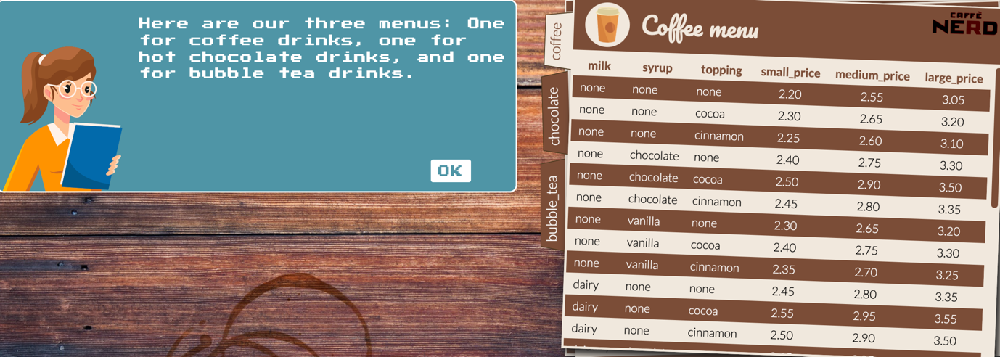 Here are our three menus: One
for coffee drinks, one for
hot chocolate drinks, and one
for bubble tea drinks.
OK
coffee
chocolate
bubble_tea
Coffee menu
CAFFÈ
NERD
milk syrup topping small_price medium_price large_price
none none none 2.20 2.55 3.05
none none cocoa 2.30 2.65 3.20
none none cinnamon 2.25 2.60 3.10
none chocolate none 2.40 2.75 3.30
none chocolate cocoa 2.50 2.90 3.50
none chocolate cinnamon 2.45 2.80 3.35
none vanilla none 2.30 2.65 3.20
none vanilla cocoa 2.40 2.75 3.30
none vanilla cinnamon 2.35 2.70 3.25
dairy none none 2.45 2.80 3.35
dairy none cocoa 2.55 2.95 3.55
dairy none cinnamon 2.50 2.90 3.50